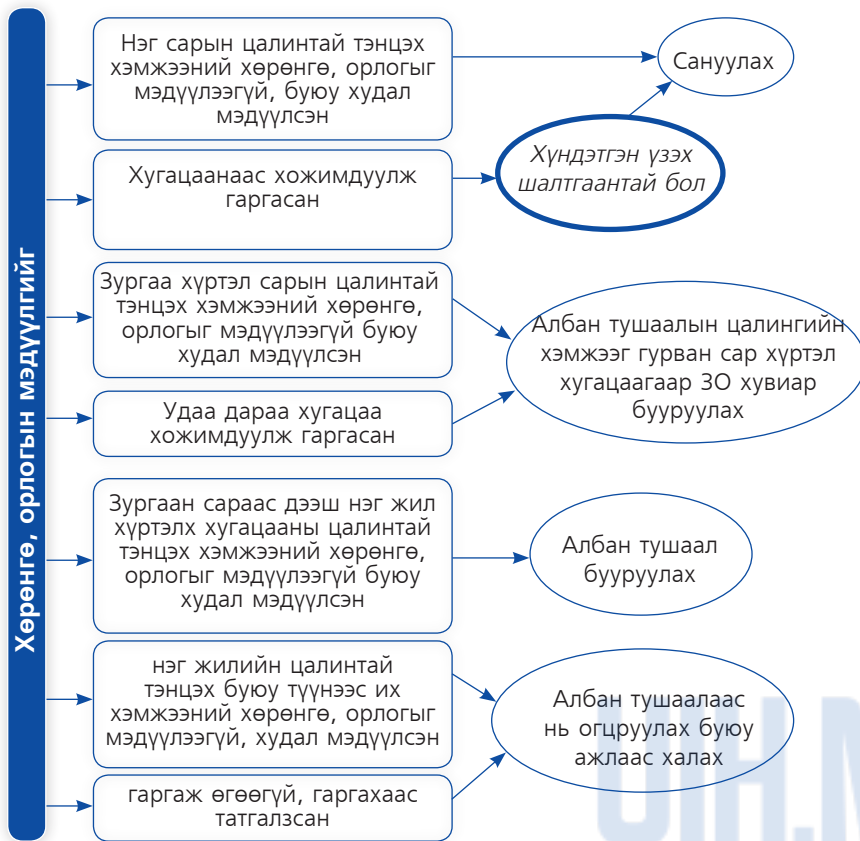 Хөрөнгө, орлогын мэдүүлгийг
Нэг сарын цалинтай тэнцэх
хэмжээний хөрөнгө, орлогыг
мэдүүлээгүй, буюу худал
мэдүүлсэн
Сануулах
Хугацаанаас хожимдуулж
гаргасан
Хүндэтгэн үзэх
шалтгаантай бол
Зургаа хүртэл сарын цалинтай
тэнцэх хэмжээний хөрөнгө,
орлогыг мэдүүлээгүй буюу
худал мэдүүлсэн
Албан тушаалын цалингийн
хэмжээг гурван сар хүртэл
хугацаагаар 3О хувиар
бууруулах
Удаа дараа хугацаа
хожимдуулж гаргасан
Зургаан сараас дээш нэг жил
хүртэлх хугацааны цалинтай
тэнцэх хэмжээний хөрөнгө,
орлогыг мэдүүлээгүй буюу
худал мэдүүлсэн
Албан тушаал
бууруулах
нэг жилийн цалинтай
тэнцэх буюу түүнээс их
хэмжээний хөрөнгө, орлогыг
мэдүүлээгүй, худал мэдүүлсэн
Албан тушаалаас
нь огцруулах буюу
ажлаас халах
гаргаж өгөөгүй, гаргахаас
татгалзсан
UIH.M